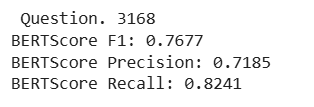 Question. 3168
BERTScore F1: 0.7677
BERTScore Precision: 0.7185
BERTScore Recall: 0.8241